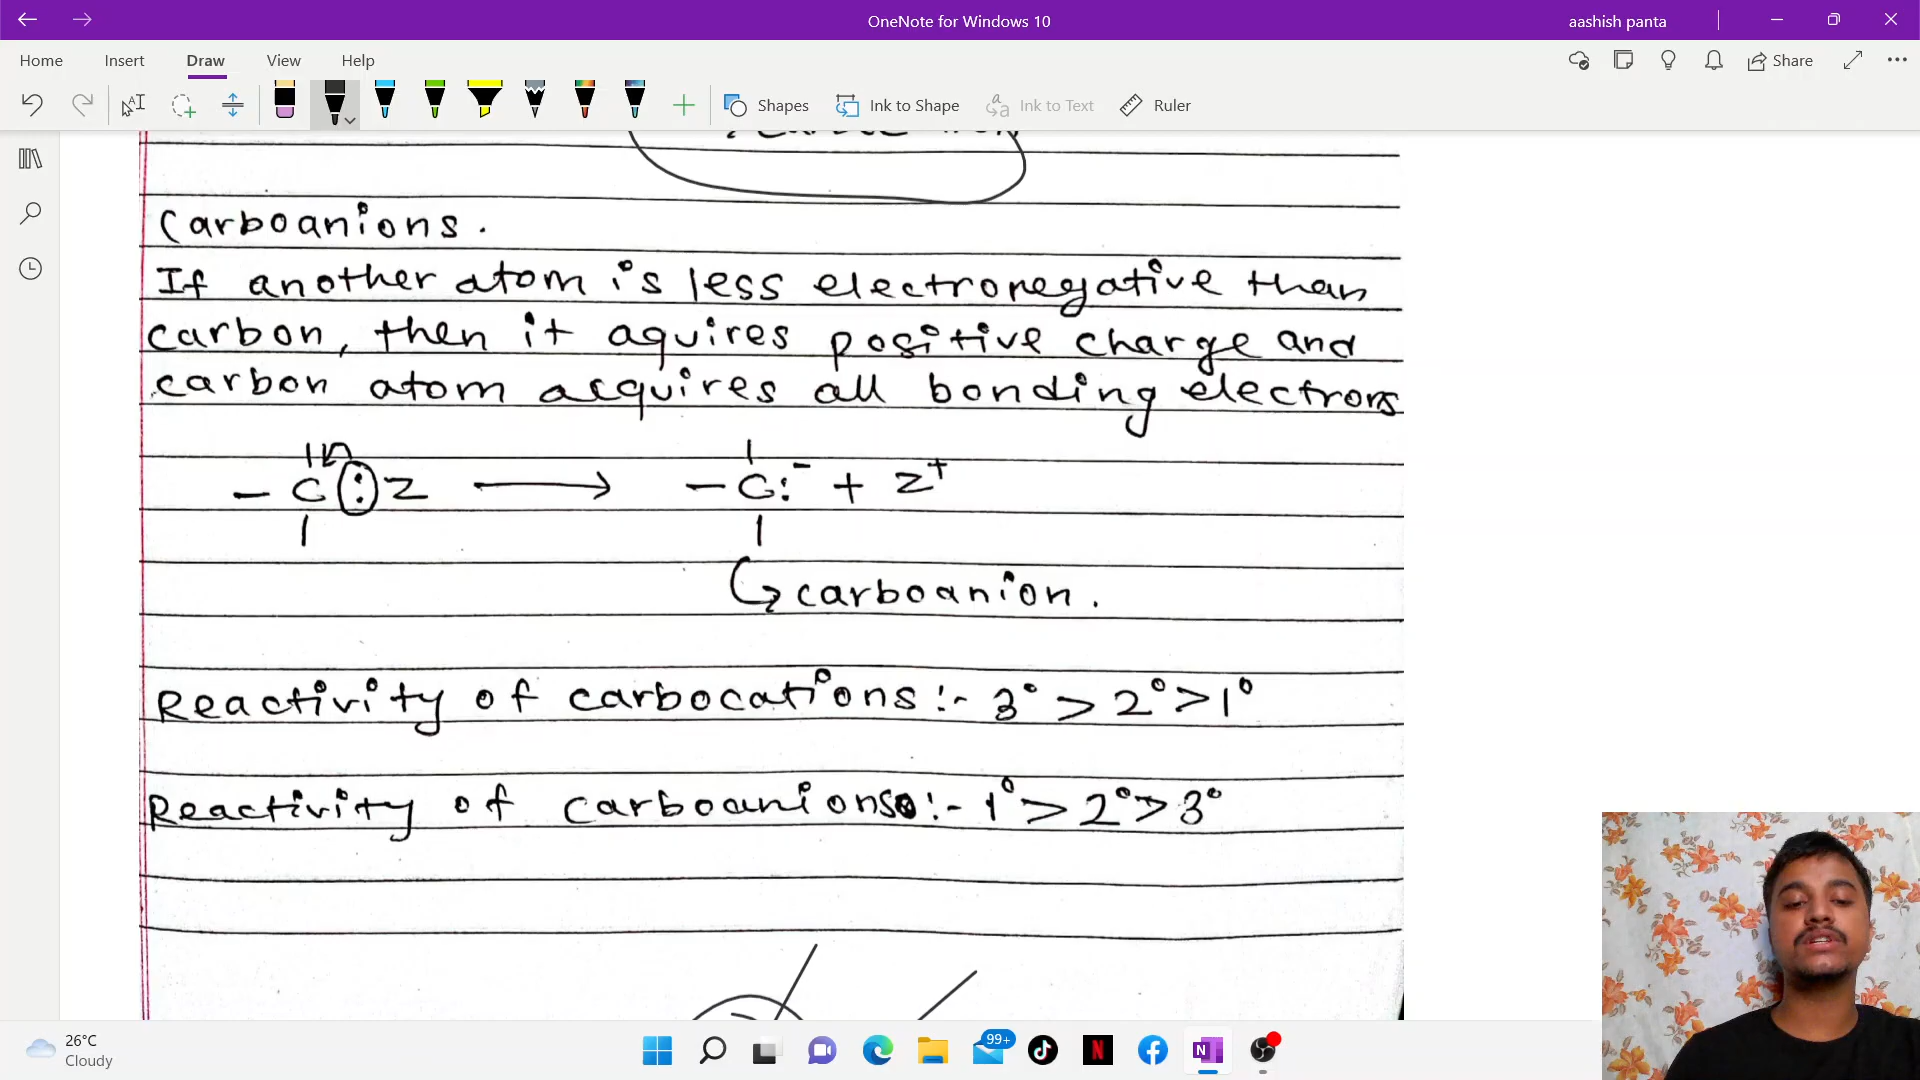 OneNote for Windows 10
aashish panta
Home Insert Draw View Help
Share
Shapes Ink to Shape Ink to Text Ruler
Carboanions.
If another atom is less electronegative than
carbon, then it aquires positive charge and
carbon atom acquires all bonding electrons
- C : Z → - C:⁻ + Z⁺
carboanion.
Reactivity of carbocations :- 3° > 2° > 1°
Reactivity of carboanions :- 1° > 2° > 3°
26°C
Cloudy
99+